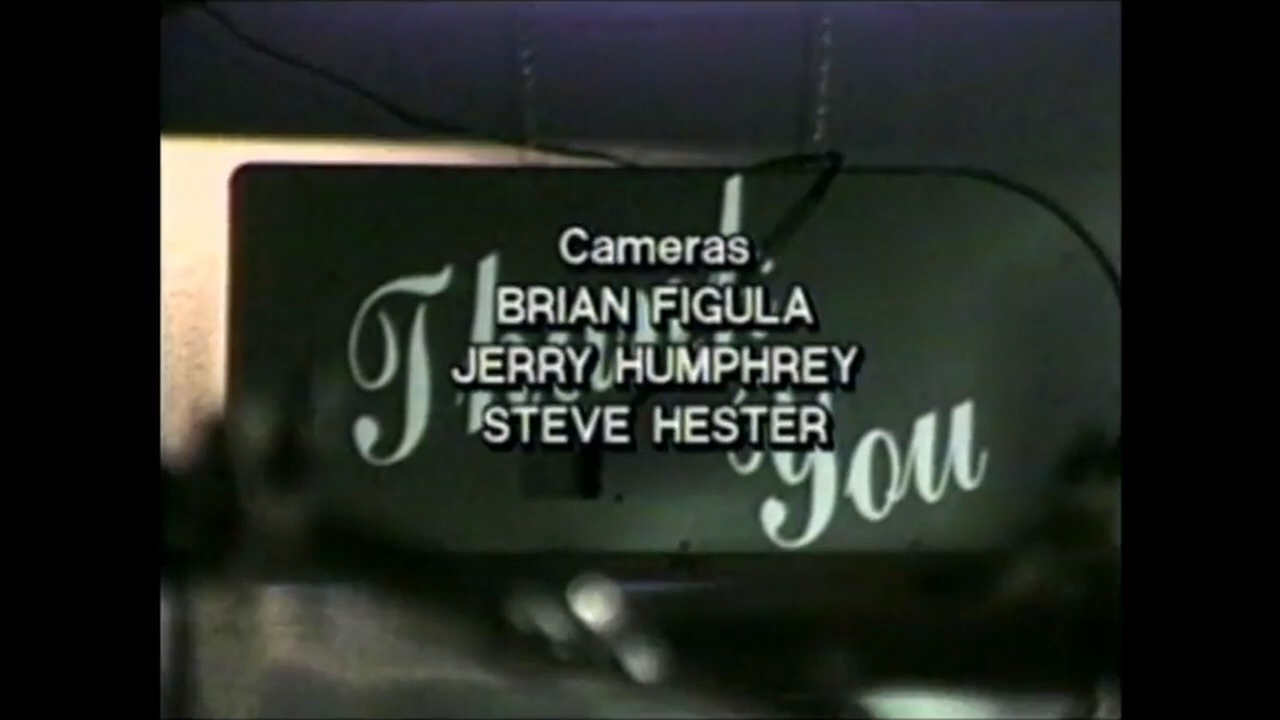 Cameras
BRIAN FIGULA
JERRY HUMPHREY
STEVE HESTER
Thank
You